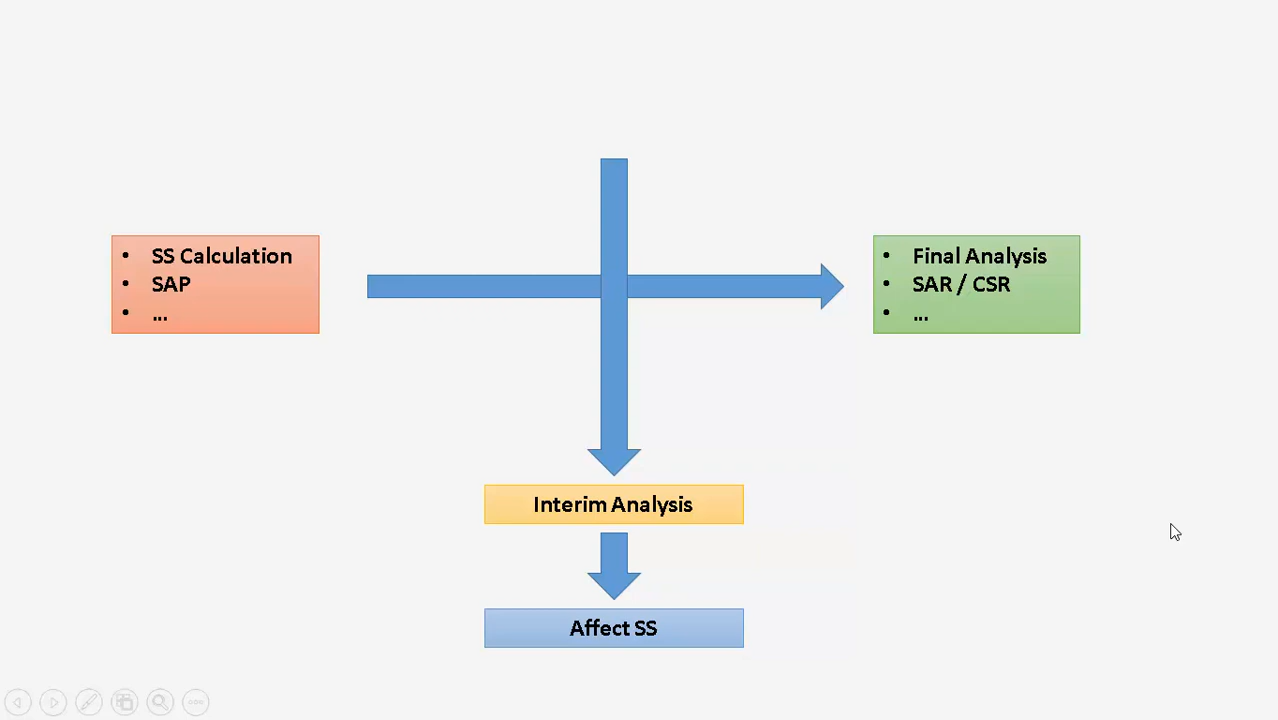 • SS Calculation
• SAP
• ...
• Final Analysis
• SAR / CSR
• ...
Interim Analysis
Affect SS